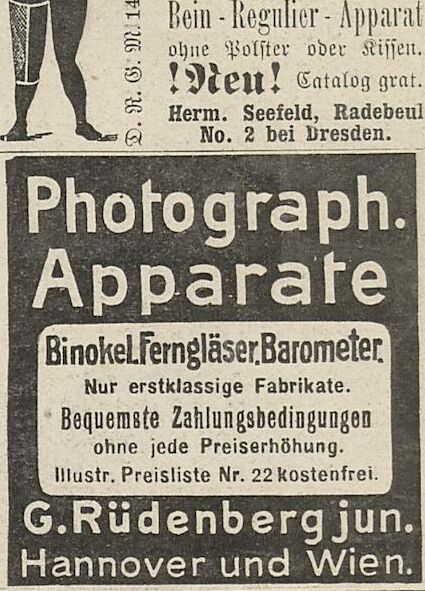 D. R. G. M. 14
Bein-Regulier-Apparat
ohne Polster oder Kissen.
!Neu! Catalog grat.
Herm. Seefeld, Radebeul
No. 2 bei Dresden.
Photograph.
Apparate
Binokel. Ferngläser. Barometer.
Nur erstklassige Fabrikate.
Bequemste Zahlungsbedingungen
ohne jede Preiserhöhung.
Illustr. Preisliste Nr. 22 kostenfrei.
G. Rüdenberg jun.
Hannover und Wien.